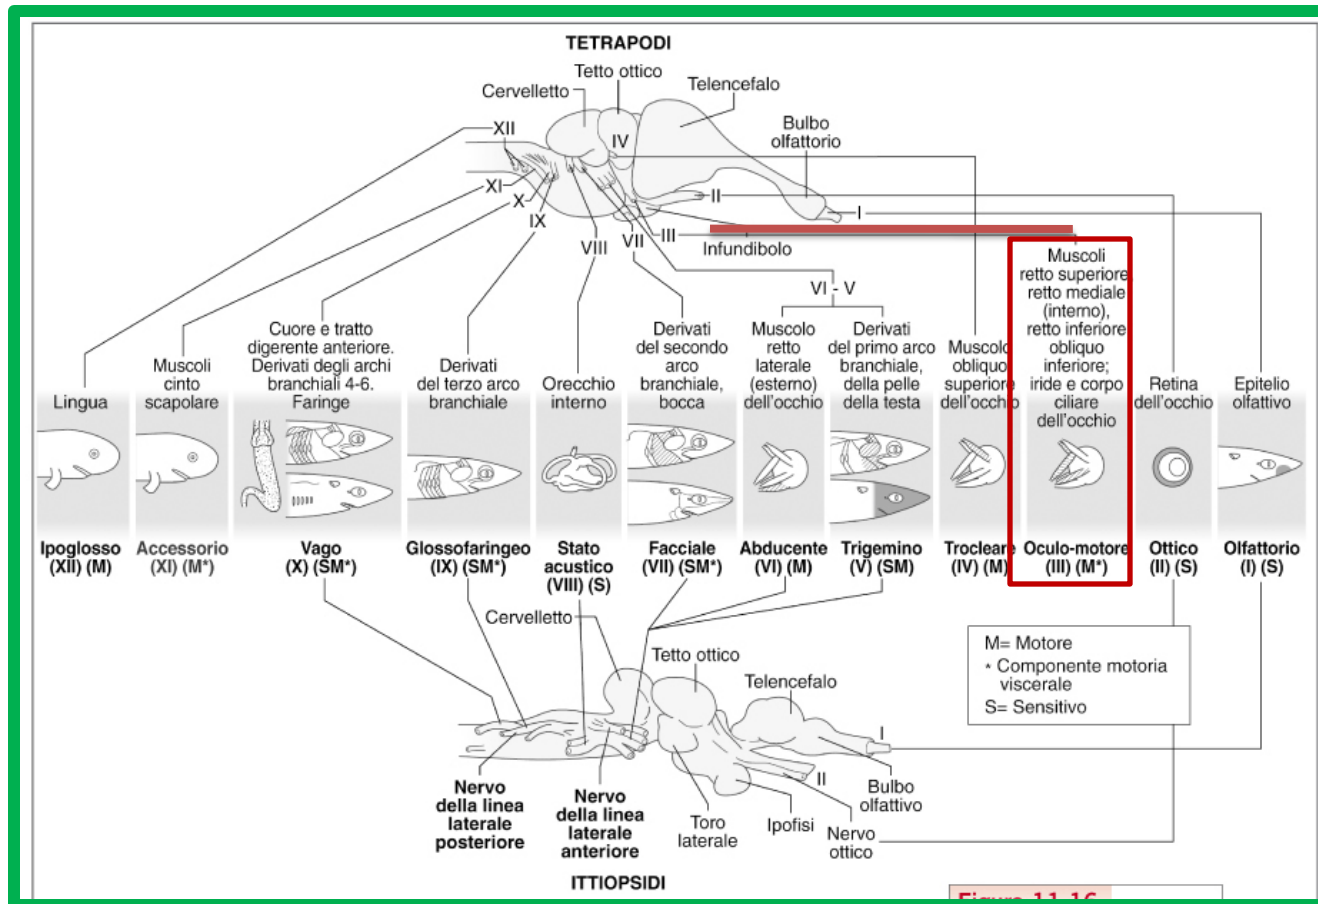 TETRAPODI
Tetto ottico
Cervelletto
Telencefalo
Bulbo
olfattorio
XII
IV
XI
X
IX
VIII
VII
III
II
I
Infundibolo
VI - V
Lingua
Muscoli
cinto
scapolare
Cuore e tratto
digerente anteriore.
Derivati degli archi
branchiali 4-6.
Faringe
Derivati
del terzo arco
branchiale
Orecchio
interno
Derivati
del secondo
arco
branchiale,
bocca
Muscolo
retto
laterale
(esterno)
dell'occhio
Derivati
del primo arco
branchiale,
della pelle
della testa
Muscolo
obliquo
superiore
dell'occhio
Muscoli
retto superiore
retto mediale
(interno),
retto inferiore
obliquo
inferiore;
iride e corpo
ciliare
dell'occhio
Retina
dell'occhio
Epitelio
olfattivo
Ipoglosso
(XII) (M)
Accessorio
(XI) (M*)
Vago
(X) (SM*)
Glossofaringeo
(IX) (SM*)
Stato
acustico
(VIII) (S)
Facciale
(VII) (SM*)
Abducente
(VI) (M)
Trigemino
(V) (SM)
Trocleare
(IV) (M)
Oculo-motore
(III) (M*)
Ottico
(II) (S)
Olfattorio
(I) (S)
Cervelletto
Tetto ottico
Telencefalo
I
II
Bulbo
olfattivo
Nervo
ottico
Ipofisi
Toro
laterale
Nervo
della linea
laterale
anteriore
Nervo
della linea
laterale
posteriore
M= Motore
* Componente motoria
viscerale
S= Sensitivo
ITTIOPSIDI
Figura 11-16